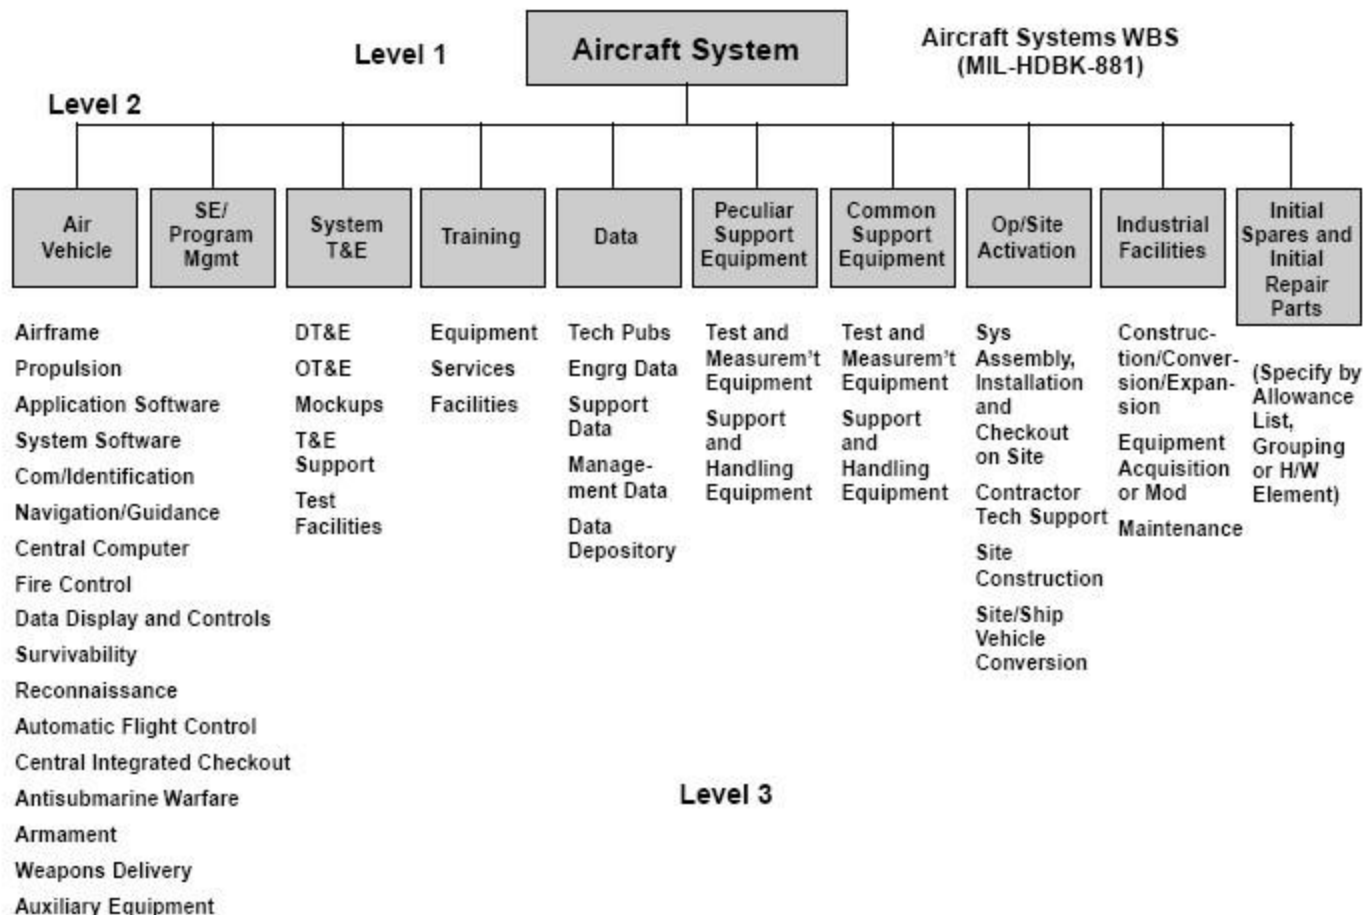 Level 1
Aircraft System
Aircraft Systems WBS
(MIL-HDBK-881)
Level 2
Air
Vehicle
SE/
Program
Mgmt
System
T&E
Training
Data
Peculiar
Support
Equipment
Common
Support
Equipment
Op/Site
Activation
Industrial
Facilities
Initial
Spares and
Initial
Repair
Parts
Airframe
Propulsion
Application Software
System Software
Com/Identification
Navigation/Guidance
Central Computer
Fire Control
Data Display and Controls
Survivability
Reconnaissance
Automatic Flight Control
Central Integrated Checkout
Antisubmarine Warfare
Armament
Weapons Delivery
Auxiliary Equipment
DT&E
OT&E
Mockups
T&E
Support
Test
Facilities
Equipment
Services
Facilities
Tech Pubs
Engrg Data
Support
Data
Manage-
ment Data
Data
Depository
Test and
Measurem't
Equipment
Support
and
Handling
Equipment
Test and
Measurem't
Equipment
Support
and
Handling
Equipment
Sys
Assembly,
Installation
and
Checkout
on Site
Contractor
Tech Support
Site
Construction
Site/Ship
Vehicle
Conversion
Construc-
tion/Conver-
sion/Expan-
sion
Equipment
Acquisition
or Mod
Maintenance
(Specify by
Allowance
List,
Grouping
or H/W
Element)
Level 3